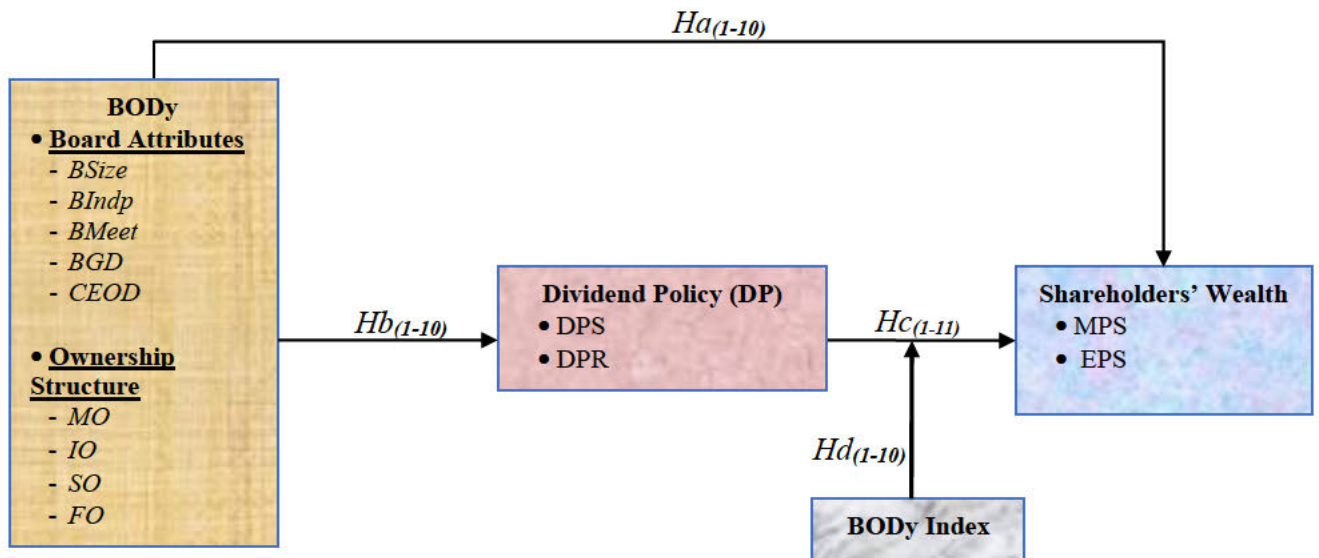 Ha(1-10)
BODy
• Board Attributes
- BSize
- BIndp
- BMeet
- BGD
- CEOD
• Ownership
Structure
- MO
- IO
- SO
- FO
Hb(1-10)
Dividend Policy (DP)
• DPS
• DPR
Hc(1-11)
Shareholders’ Wealth
• MPS
• EPS
Hd(1-10)
BODy Index